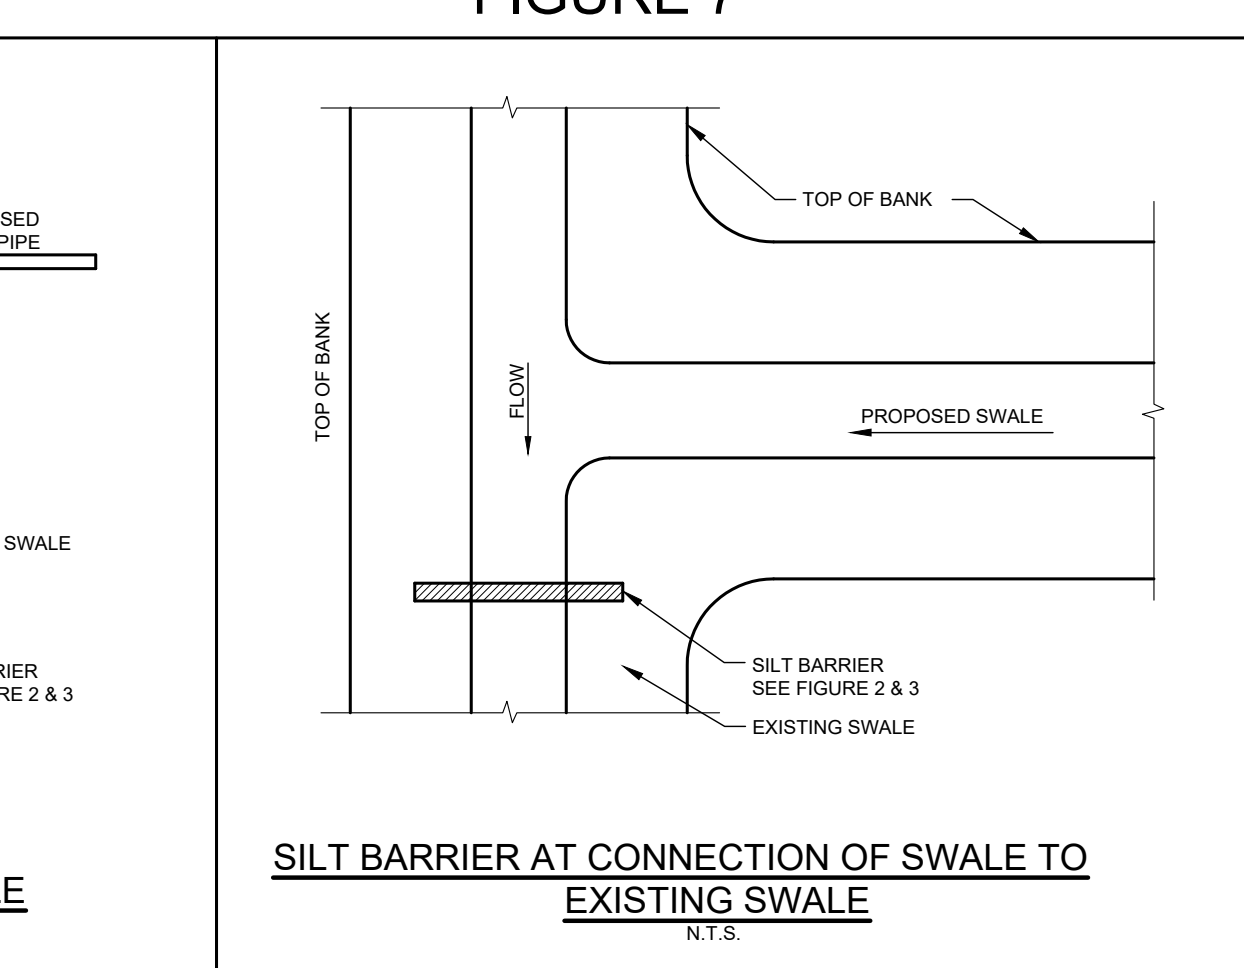 FIGURE 7
SED
PIPE
SWALE
RIER
RE 2 & 3
E
TOP OF BANK
TOP OF BANK
FLOW
PROPOSED SWALE
SILT BARRIER
SEE FIGURE 2 & 3
EXISTING SWALE
SILT BARRIER AT CONNECTION OF SWALE TO
EXISTING SWALE
N.T.S.